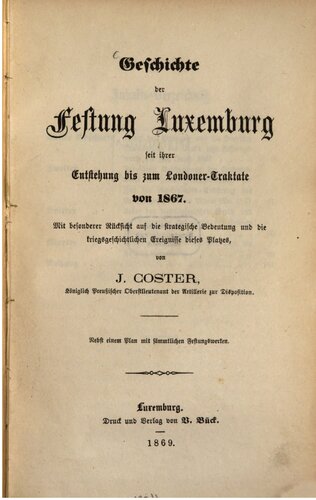 Geschichte
der
Festung Luxemburg
seit ihrer
Entstehung bis zum Londoner-Traktate
von 1867.
Mit besonderer Rücksicht auf die strategische Bedeutung und die
kriegsgeschichtlichen Ereignisse dieses Platzes,
von
J. COSTER,
Königlich Preußischer Oberstlieutenant der Artillerie zur Disposition.
Nebst einem Plan mit sämmtlichen Festungswerken.
Luxemburg.
Druck und Verlag von V. Bück.
1869.